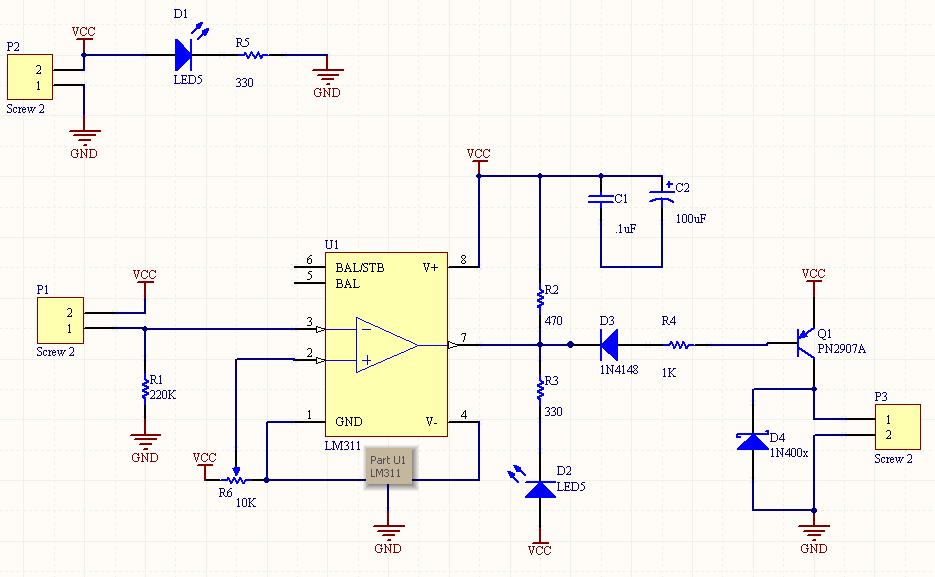 D1
P2
VCC
R5
2
1
LED5
330
Screw 2
GND
GND
VCC
C1
+
C2
.1uF
100uF
U1
6
BAL/STB
V+
8
5
BAL
VCC
VCC
P1
R2
2
3
470
D3
R4
Q1
1
7
PN2907A
2
Screw 2
1N4148
1K
R1
220K
R3
P3
330
1
GND
V-
4
1
2
D4
1N400x
LM311
GND
VCC
Part U1
LM311
Screw 2
D2
LED5
R6
10K
GND
VCC
GND